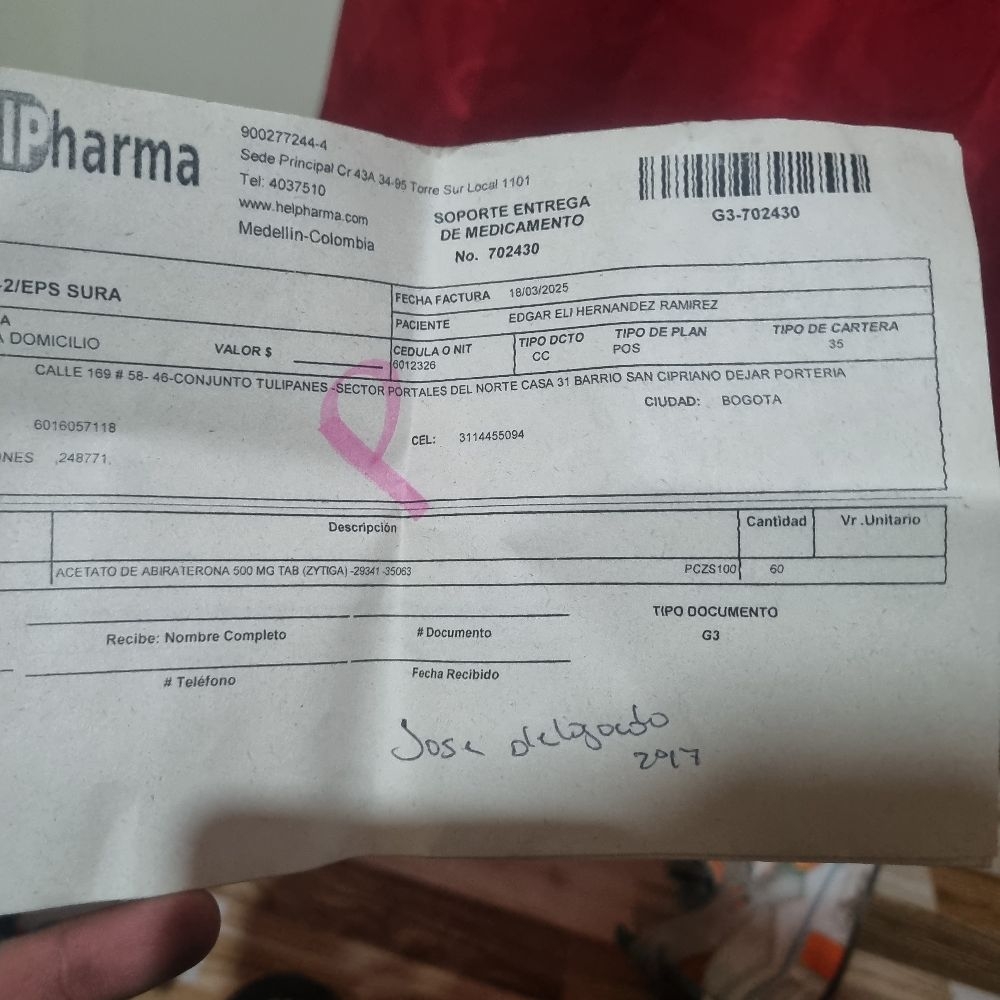 HPharma
900277244-4
Sede Principal Cr 43A 34-95 Torre Sur Local 1101
Tel: 4037510
www.helpharma.com
Medellin-Colombia
SOPORTE ENTREGA
DE MEDICAMENTO
No. 702430
G3-702430
-2/EPS SURA
FECHA FACTURA 18/03/2025
PACIENTE EDGAR ELI HERNANDEZ RAMIREZ
A DOMICILIO VALOR $
CEDULA O NIT TIPO DCTO TIPO DE PLAN TIPO DE CARTERA
6012326 CC POS 35
CALLE 169 # 58- 46-CONJUNTO TULIPANES -SECTOR PORTALES DEL NORTE CASA 31 BARRIO SAN CIPRIANO DEJAR PORTERIA
CIUDAD: BOGOTA
6016057118 CEL: 3114455094
NES ,248771,
Descripción Cantidad Vr .Unitario
ACETATO DE ABIRATERONA 500 MG TAB (ZYTIGA) -29341 -35063 PCZS100 60
Recibe: Nombre Completo # Documento TIPO DOCUMENTO
G3
# Teléfono Fecha Recibido
Jose delgado
2917